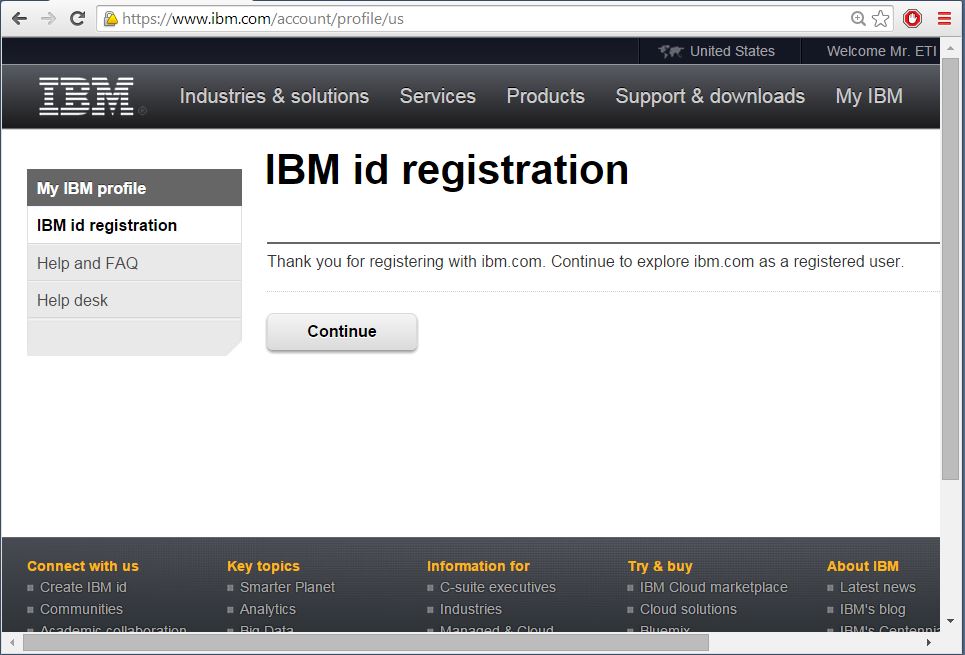 https://www.ibm.com/account/profile/us
United States
Welcome Mr. ETI
IBM ®
Industries & solutions
Services
Products
Support & downloads
My IBM
IBM id registration
My IBM profile
IBM id registration
Help and FAQ
Help desk
Thank you for registering with ibm.com. Continue to explore ibm.com as a registered user.
Continue
Connect with us
Create IBM id
Communities
Academic collaboration
Key topics
Smarter Planet
Analytics
Big Data
Information for
C-suite executives
Industries
Managed & Cloud
Try & buy
IBM Cloud marketplace
Cloud solutions
Bluemix
About IBM
Latest news
IBM's blog
IBM's Centennia